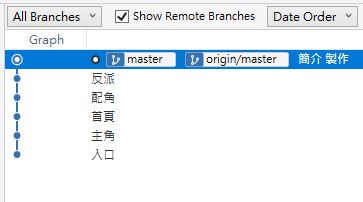 All Branches Show Remote Branches Date Order
Graph
master origin/master 簡介 製作
反派
配角
首頁
主角
入口